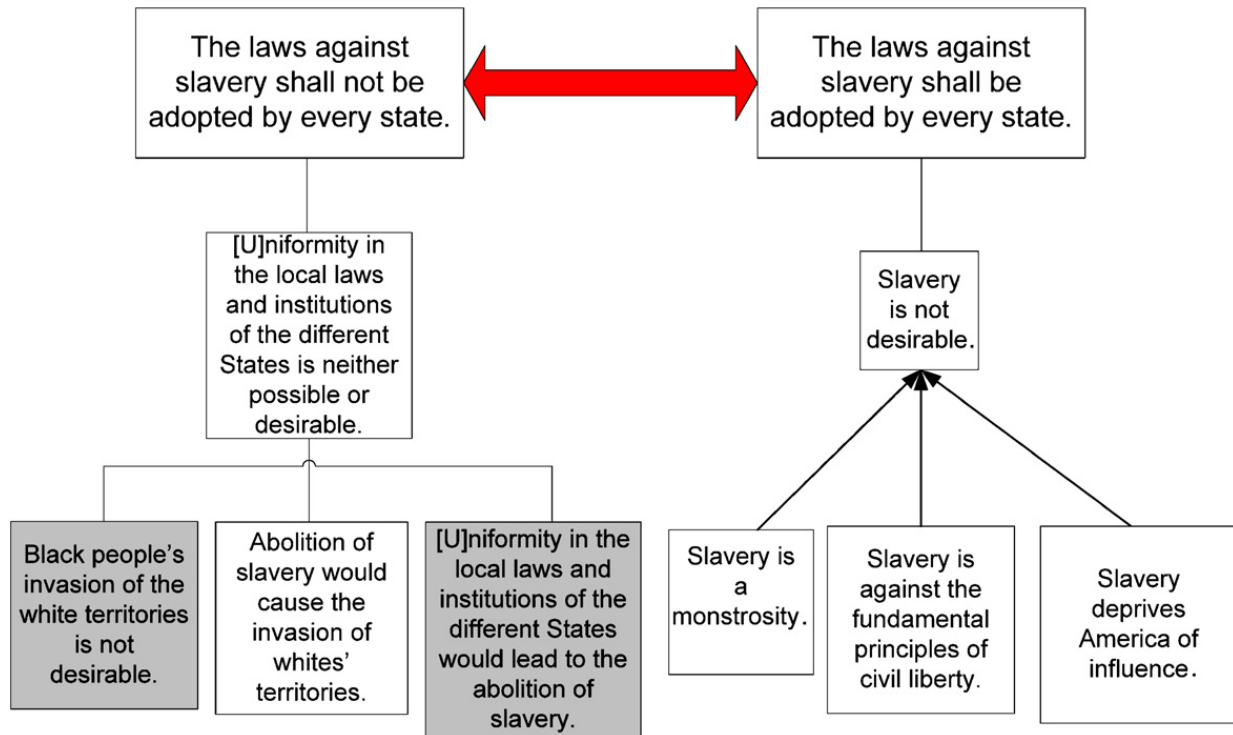 The laws against
slavery shall not be
adopted by every state.
The laws against
slavery shall be
adopted by every state.
[U]niformity in
the local laws
and institutions
of the different
States is neither
possible or
desirable.
Slavery
is not
desirable.
Black people's
invasion of the
white territories
is not
desirable.
Abolition of
slavery would
cause the
invasion of
whites'
territories.
[U]niformity in the
local laws and
institutions of the
different States
would lead to the
abolition of
slavery.
Slavery is
a
monstrosity.
Slavery is
against the
fundamental
principles of
civil liberty.
Slavery
deprives
America of
influence.